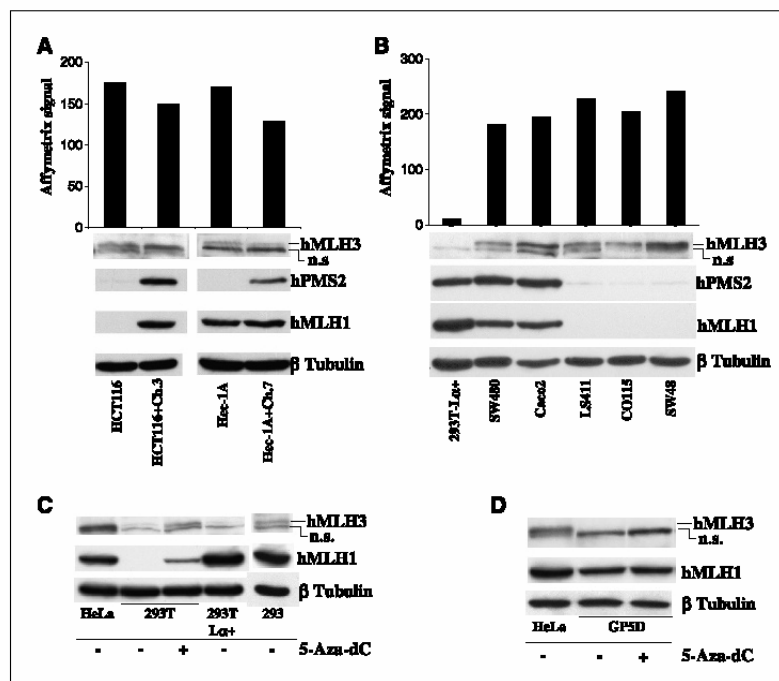 A
Affymetrix signal
200
150
100
50
0
hMLH3
n.s
hPMS2
hMLH1
β Tubulin
HCT116
HCT116+Ch.3
Hec-1A
Hec-1A+Ch.7
B
Affymetrix signal
300
200
100
0
hMLH3
n.s
hPMS2
hMLH1
β Tubulin
293T-Lα+
SW480
Caco2
LS411
CO115
SW48
C
hMLH3
n.s.
hMLH1
β Tubulin
HeLa 293T 293T 293
Lα+
- - + - - 5-Aza-dC
D
hMLH3
n.s.
hMLH1
β Tubulin
HeLa GP5D
- - + 5-Aza-dC